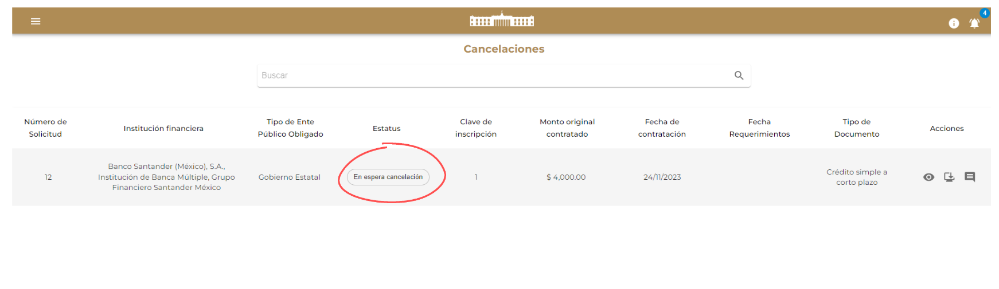 4
Cancelaciones
Buscar
Número de
Solicitud
Institución financiera
Tipo de Ente
Público Obligado
Estatus
Clave de
inscripción
Monto original
contratado
Fecha de
contratación
Fecha
Requerimientos
Tipo de
Documento
Acciones
12
Banco Santander (México), S.A.,
Institución de Banca Múltiple, Grupo
Financiero Santander México
Gobierno Estatal
En espera cancelación
1
$ 4,000.00
24/11/2023
Crédito simple a
corto plazo